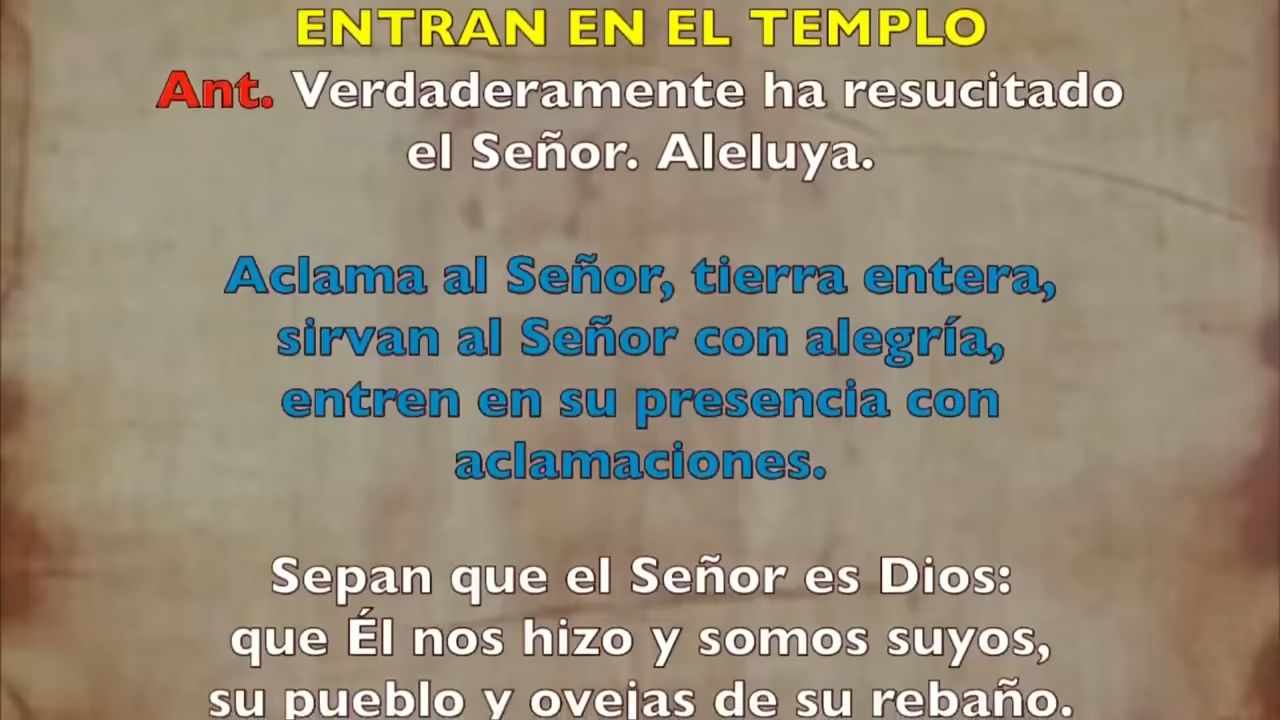 ENTRAN EN EL TEMPLO
Ant. Verdaderamente ha resucitado
el Señor. Aleluya.
Aclama al Señor, tierra entera,
sirvan al Señor con alegría,
entren en su presencia con
aclamaciones.
Sepan que el Señor es Dios:
que Él nos hizo y somos suyos,
su pueblo y ovejas de su rebaño.